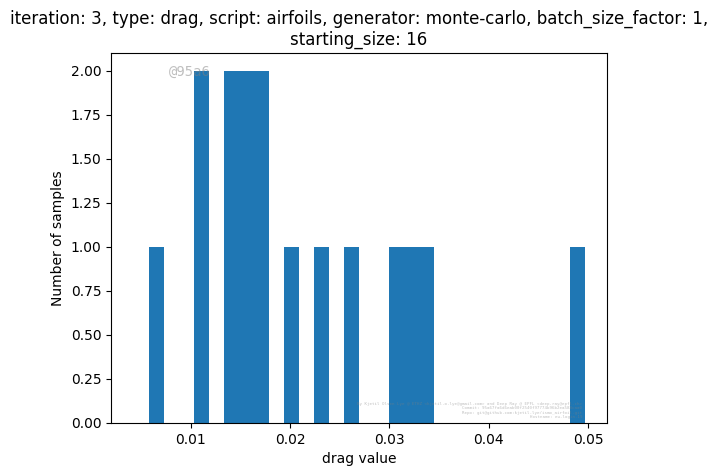 iteration: 3, type: drag, script: airfoils, generator: monte-carlo, batch_size_factor: 1,
starting_size: 16
@95a6
2.00
1.75
1.50
1.25
1.00
0.75
0.50
0.25
0.00
Number of samples
0.01
0.02
0.03
0.04
0.05
drag value